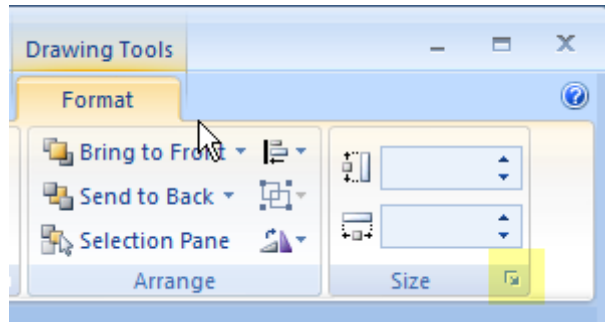 Drawing Tools
Format
Bring to Front
Send to Back
Selection Pane
Arrange
Size